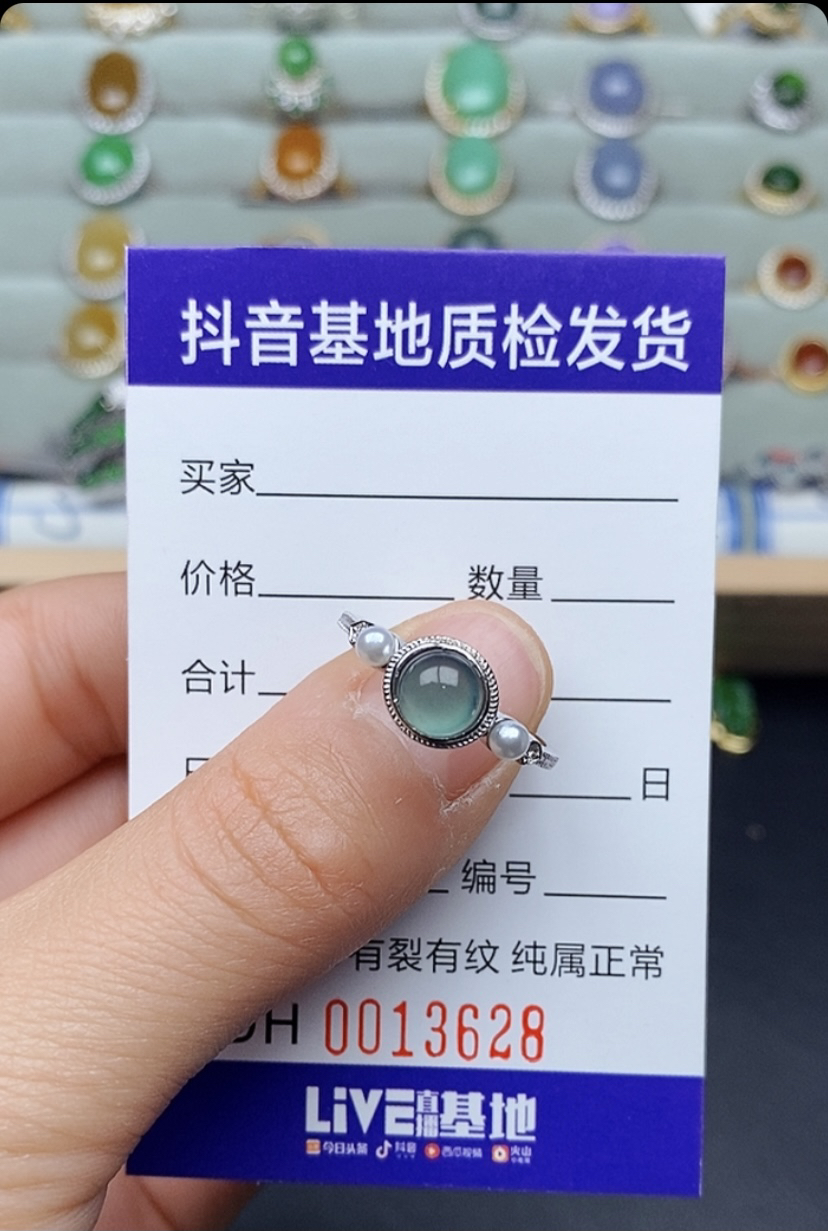 抖音基地质检发货
买家
价格 数量
合计
日
编号
有裂有纹 纯属正常
H 0013628
LiVE直播基地
今日头条 抖音 西瓜视频 火山